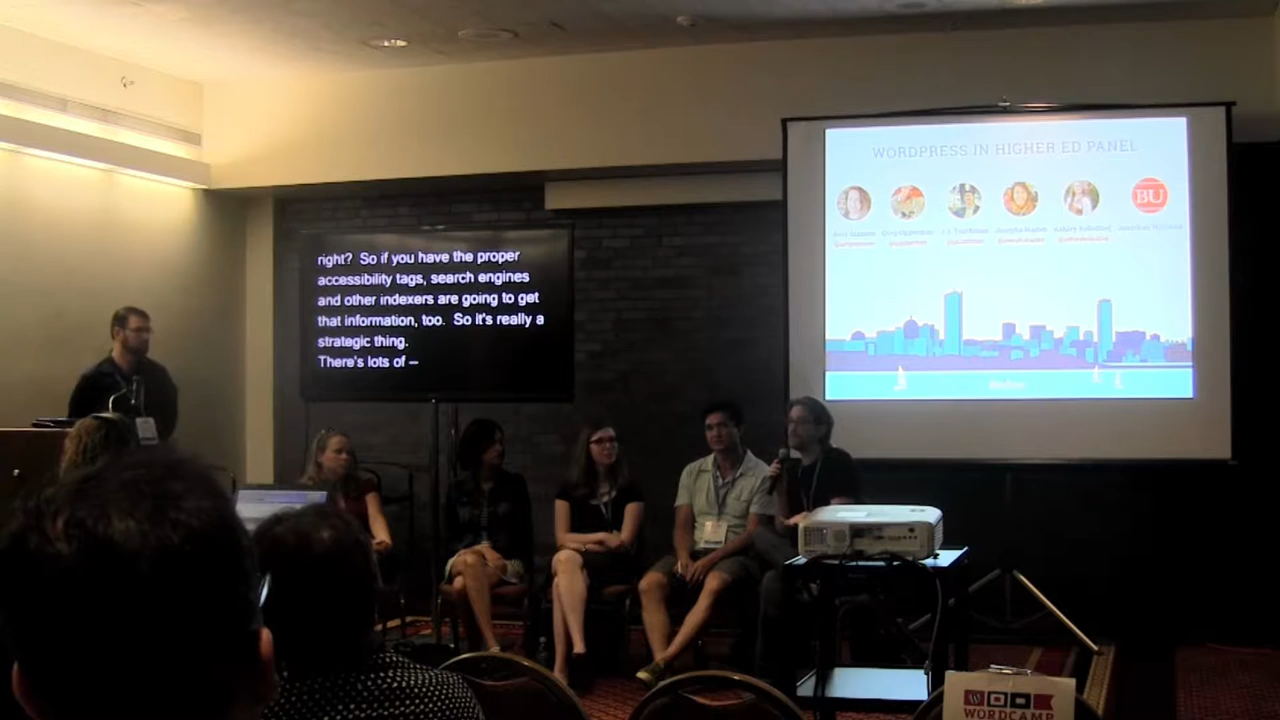 right?  So if you have the proper
accessibility tags, search engines
and other indexers are going to get
that information, too.  So it's really a
strategic thing.
There's lots of –
WORDPRESS IN HIGHER ED PANEL
BU
WORDCAMP